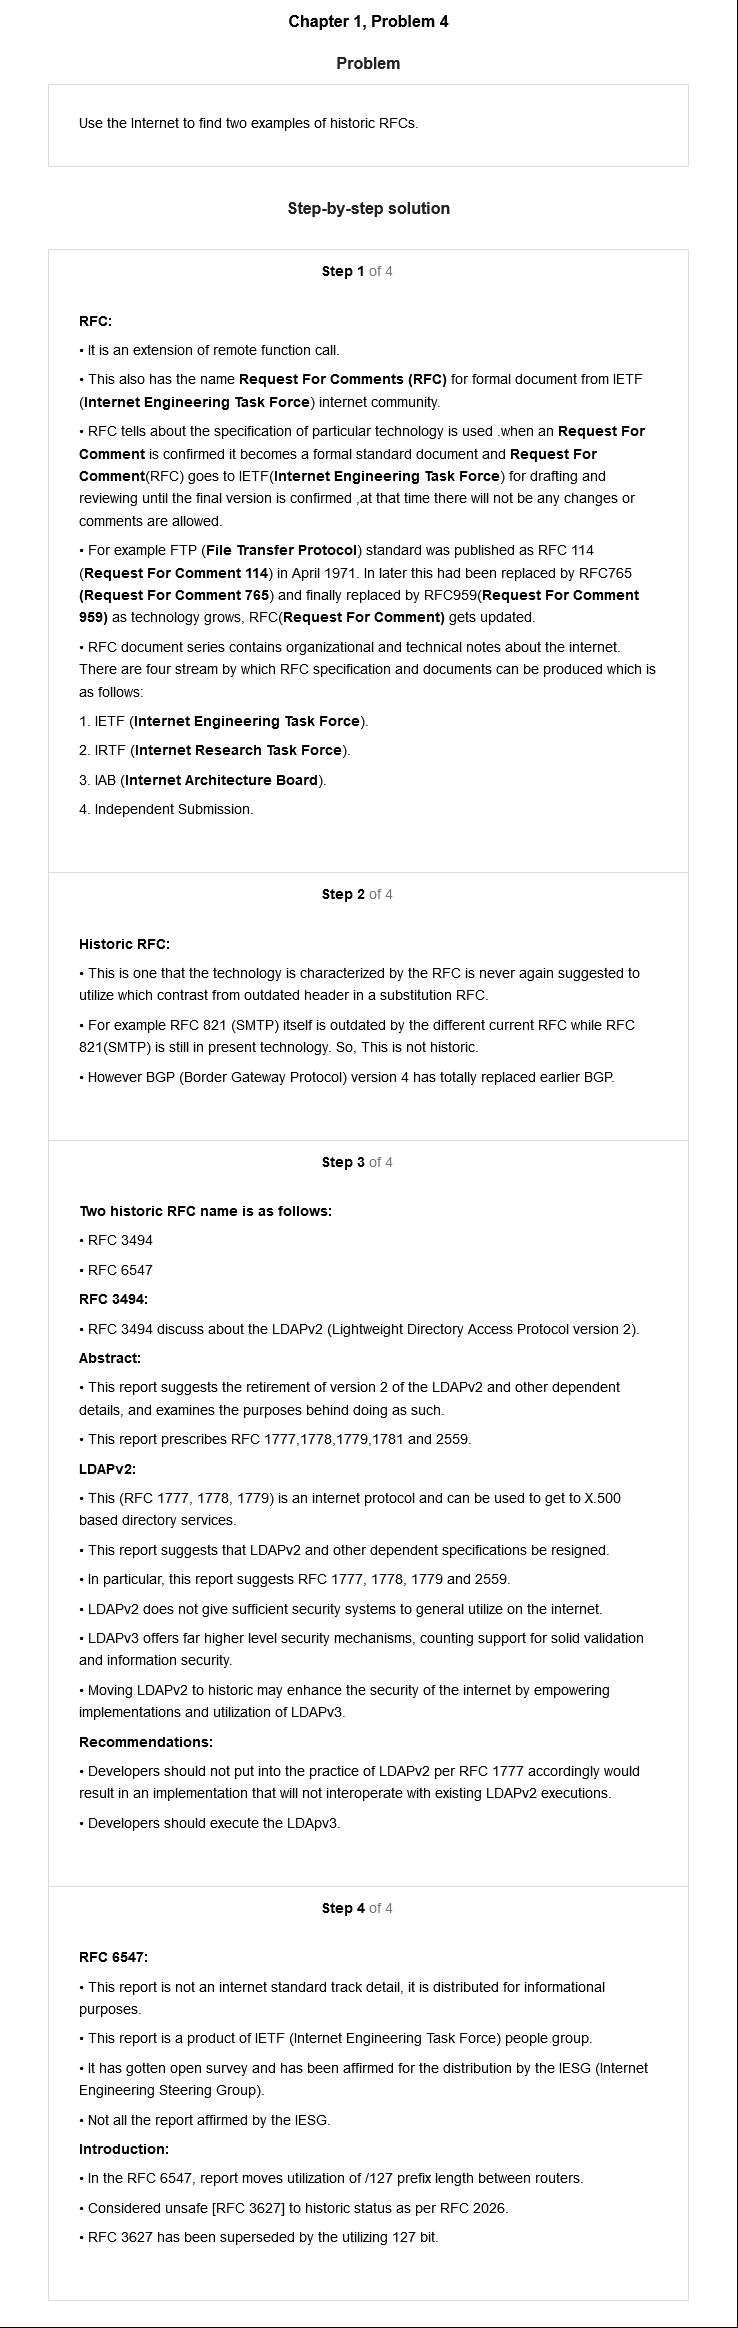 Chapter 1, Problem 4
Problem
Use the Internet to find two examples of historic RFCs.
Step-by-step solution
Step 1 of 4
RFC:
• It is an extension of remote function call.
• This also has the name Request For Comments (RFC) for formal document from IETF
(Internet Engineering Task Force) internet community.
• RFC tells about the specification of particular technology is used .when an Request For
Comment is confirmed it becomes a formal standard document and Request For
Comment(RFC) goes to IETF(Internet Engineering Task Force) for drafting and
reviewing until the final version is confirmed ,at that time there will not be any changes or
comments are allowed.
• For example FTP (File Transfer Protocol) standard was published as RFC 114
(Request For Comment 114) in April 1971. In later this had been replaced by RFC765
(Request For Comment 765) and finally replaced by RFC959(Request For Comment
959) as technology grows, RFC(Request For Comment) gets updated.
• RFC document series contains organizational and technical notes about the internet.
There are four stream by which RFC specification and documents can be produced which is
as follows:
1. IETF (Internet Engineering Task Force).
2. IRTF (Internet Research Task Force).
3. IAB (Internet Architecture Board).
4. Independent Submission.
Step 2 of 4
Historic RFC:
• This is one that the technology is characterized by the RFC is never again suggested to
utilize which contrast from outdated header in a substitution RFC.
• For example RFC 821 (SMTP) itself is outdated by the different current RFC while RFC
821(SMTP) is still in present technology. So, This is not historic.
• However BGP (Border Gateway Protocol) version 4 has totally replaced earlier BGP.
Step 3 of 4
Two historic RFC name is as follows:
• RFC 3494
• RFC 6547
RFC 3494:
• RFC 3494 discuss about the LDAPv2 (Lightweight Directory Access Protocol version 2).
Abstract:
• This report suggests the retirement of version 2 of the LDAPv2 and other dependent
details, and examines the purposes behind doing as such.
• This report prescribes RFC 1777,1778,1779,1781 and 2559.
LDAPv2:
• This (RFC 1777, 1778, 1779) is an internet protocol and can be used to get to X.500
based directory services.
• This report suggests that LDAPv2 and other dependent specifications be resigned.
• In particular, this report suggests RFC 1777, 1778, 1779 and 2559.
• LDAPv2 does not give sufficient security systems to general utilize on the internet.
• LDAPv3 offers far higher level security mechanisms, counting support for solid validation
and information security.
• Moving LDAPv2 to historic may enhance the security of the internet by empowering
implementations and utilization of LDAPv3.
Recommendations:
• Developers should not put into the practice of LDAPv2 per RFC 1777 accordingly would
result in an implementation that will not interoperate with existing LDAPv2 executions.
• Developers should execute the LDApv3.
Step 4 of 4
RFC 6547:
• This report is not an internet standard track detail, it is distributed for informational
purposes.
• This report is a product of IETF (Internet Engineering Task Force) people group.
• It has gotten open survey and has been affirmed for the distribution by the IESG (Internet
Engineering Steering Group).
• Not all the report affirmed by the IESG.
Introduction:
• In the RFC 6547, report moves utilization of /127 prefix length between routers.
• Considered unsafe [RFC 3627] to historic status as per RFC 2026.
• RFC 3627 has been superseded by the utilizing 127 bit.